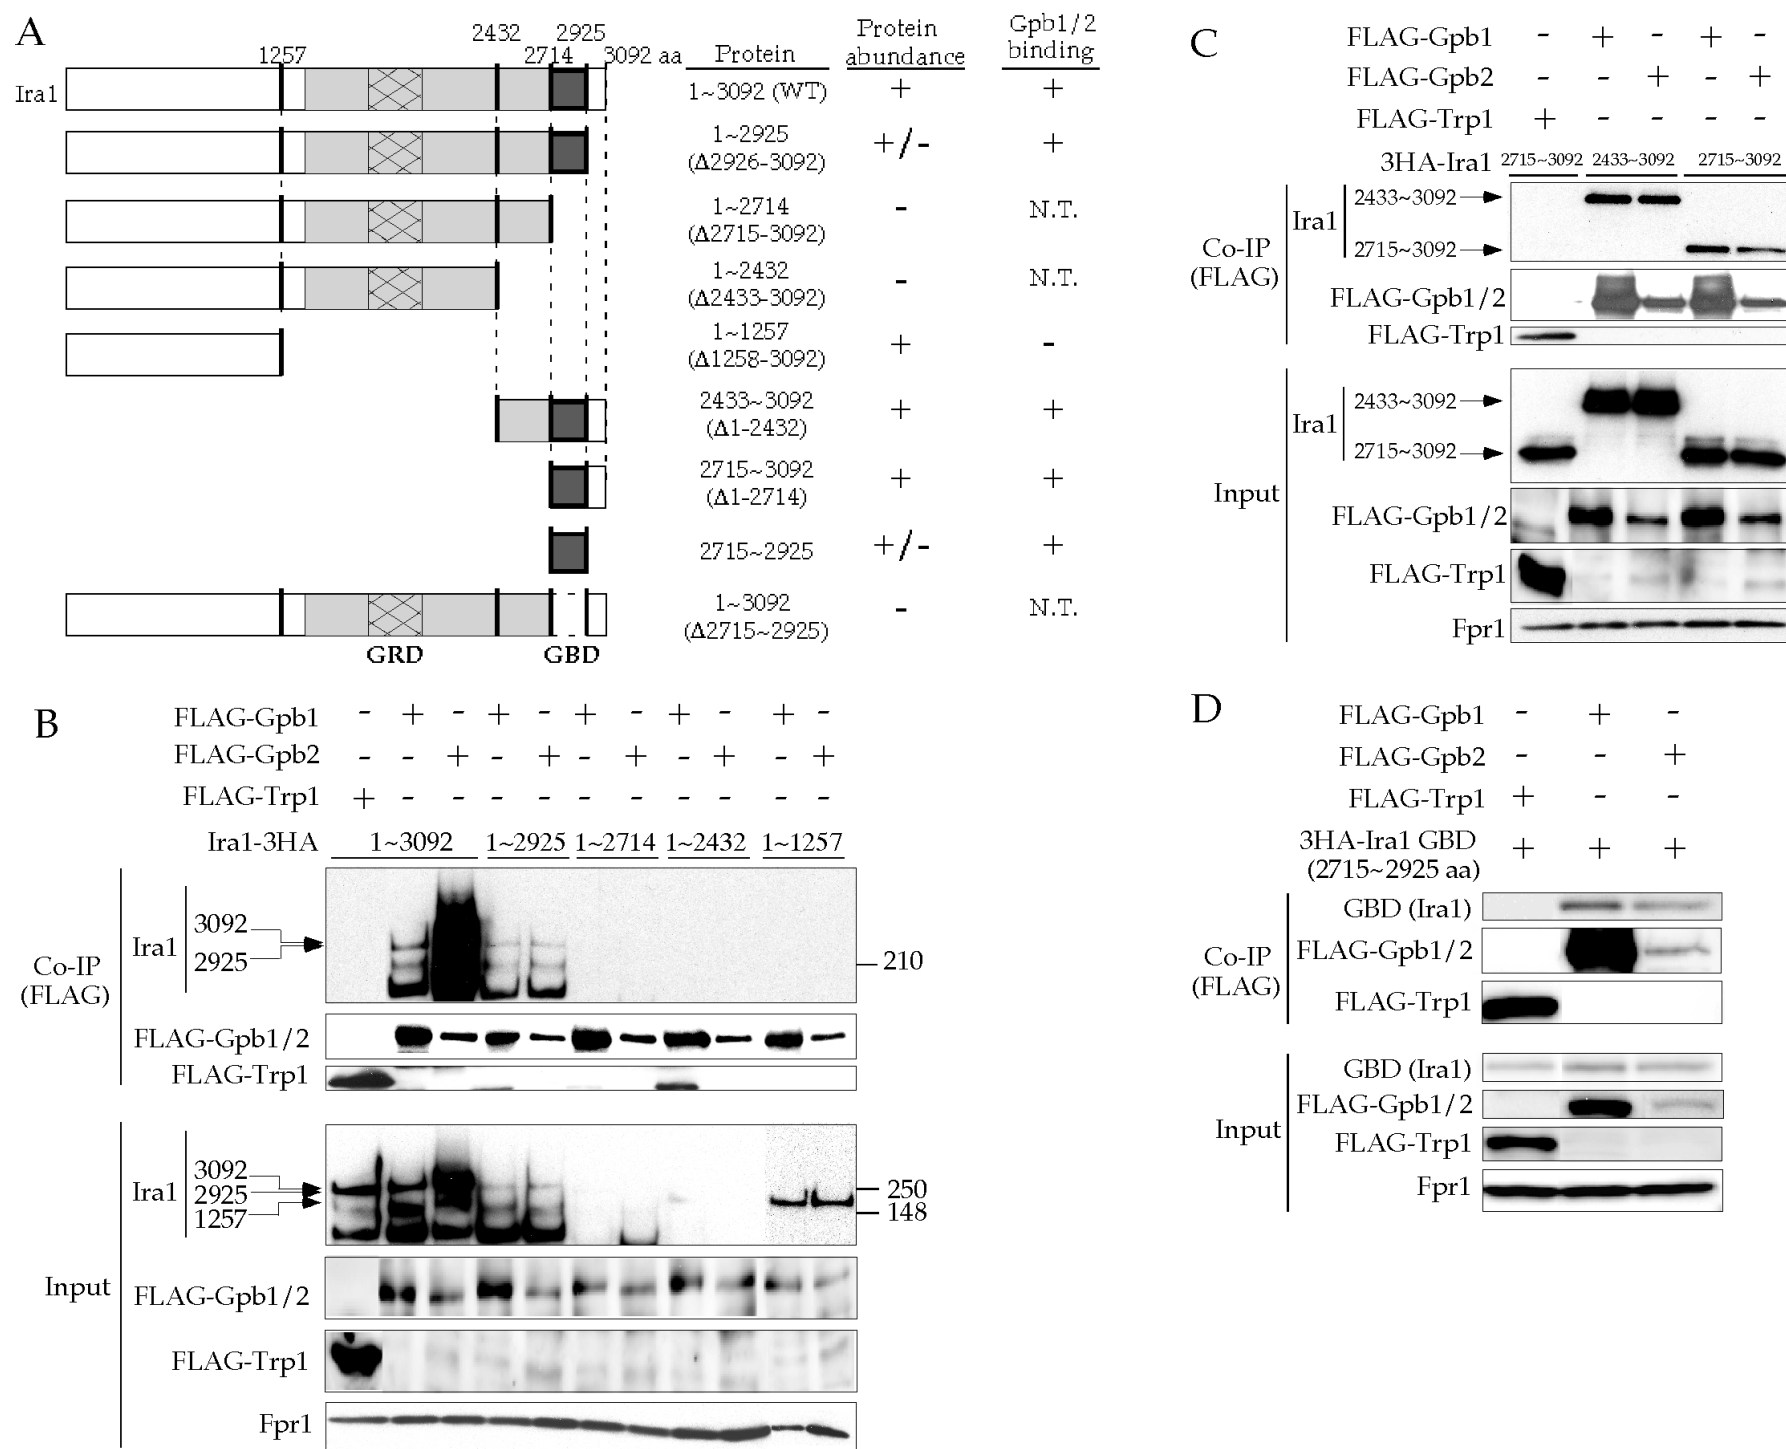 A
1257
2432
2714
2925
3092 aa
Protein
Protein abundance
Gpb1/2 binding
Ira1
1~3092 (WT) + +
1~2925 +/- +
(Δ2926-3092)
1~2714 - N.T.
(Δ2715-3092)
1~2432 - N.T.
(Δ2433-3092)
1~1257 + -
(Δ1258-3092)
2433~3092 + +
(Δ1-2432)
2715~3092 + +
(Δ1-2714)
2715~2925 +/- +
1~3092 - N.T.
(Δ2715~2925)
GRD GBD
B
FLAG-Gpb1 - + - + - + - + - + -
FLAG-Gpb2 - - + - + - + - + - +
FLAG-Trp1 + - - - - - - - - - -
Ira1-3HA 1~3092 1~2925 1~2714 1~2432 1~1257
Co-IP
(FLAG)
Ira1
3092
2925
210
FLAG-Gpb1/2
FLAG-Trp1
Input
Ira1
3092
2925
1257
250
148
FLAG-Gpb1/2
FLAG-Trp1
Fpr1
C
FLAG-Gpb1 - + - + -
FLAG-Gpb2 - - + - +
FLAG-Trp1 + - - - -
3HA-Ira1 2715~3092 2433~3092 2715~3092
Co-IP
(FLAG)
Ira1
2433~3092
2715~3092
FLAG-Gpb1/2
FLAG-Trp1
Input
Ira1
2433~3092
2715~3092
FLAG-Gpb1/2
FLAG-Trp1
Fpr1
D
FLAG-Gpb1 - + -
FLAG-Gpb2 - - +
FLAG-Trp1 + - -
3HA-Ira1 GBD + + +
(2715~2925 aa)
Co-IP
(FLAG)
GBD (Ira1)
FLAG-Gpb1/2
FLAG-Trp1
Input
GBD (Ira1)
FLAG-Gpb1/2
FLAG-Trp1
Fpr1